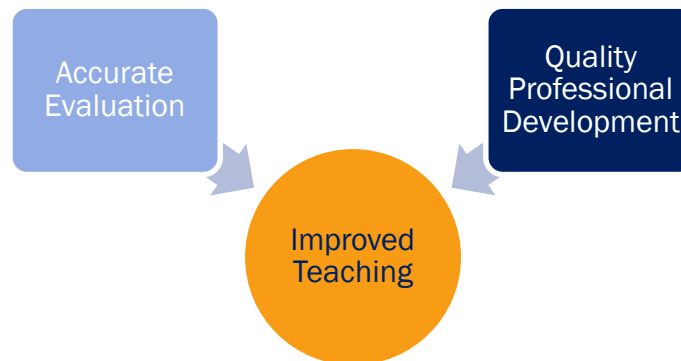 Accurate
Evaluation
Quality
Professional
Development
Improved
Teaching